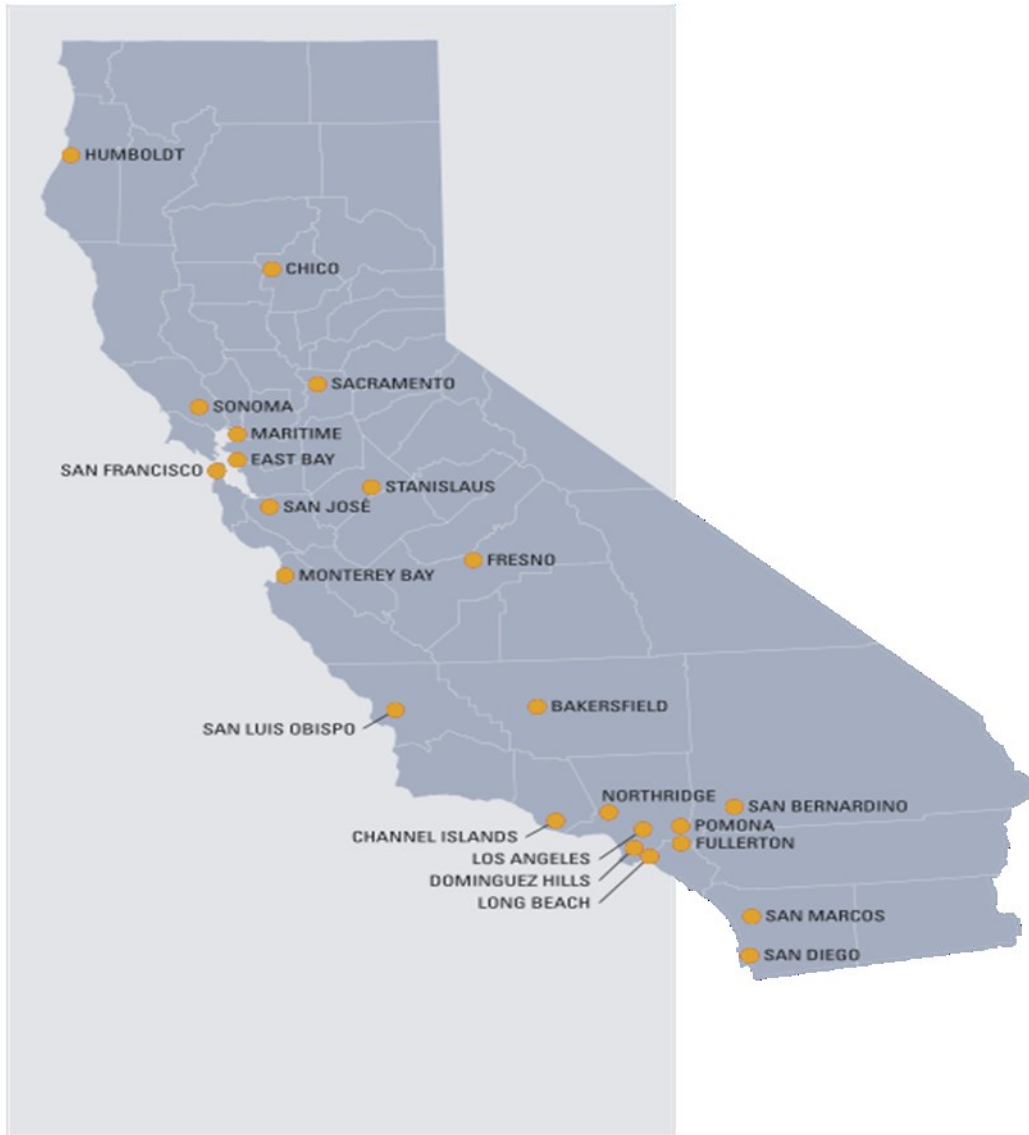 HUMBOLDT
CHICO
SACRAMENTO
SONOMA
MARITIME
EAST BAY
SAN FRANCISCO
STANISLAUS
SAN JOSÉ
FRESNO
MONTEREY BAY
BAKERSFIELD
SAN LUIS OBISPO
NORTHRIDGE
SAN BERNARDINO
POMONA
CHANNEL ISLANDS
FULLERTON
LOS ANGELES
DOMINGUEZ HILLS
LONG BEACH
SAN MARCOS
SAN DIEGO